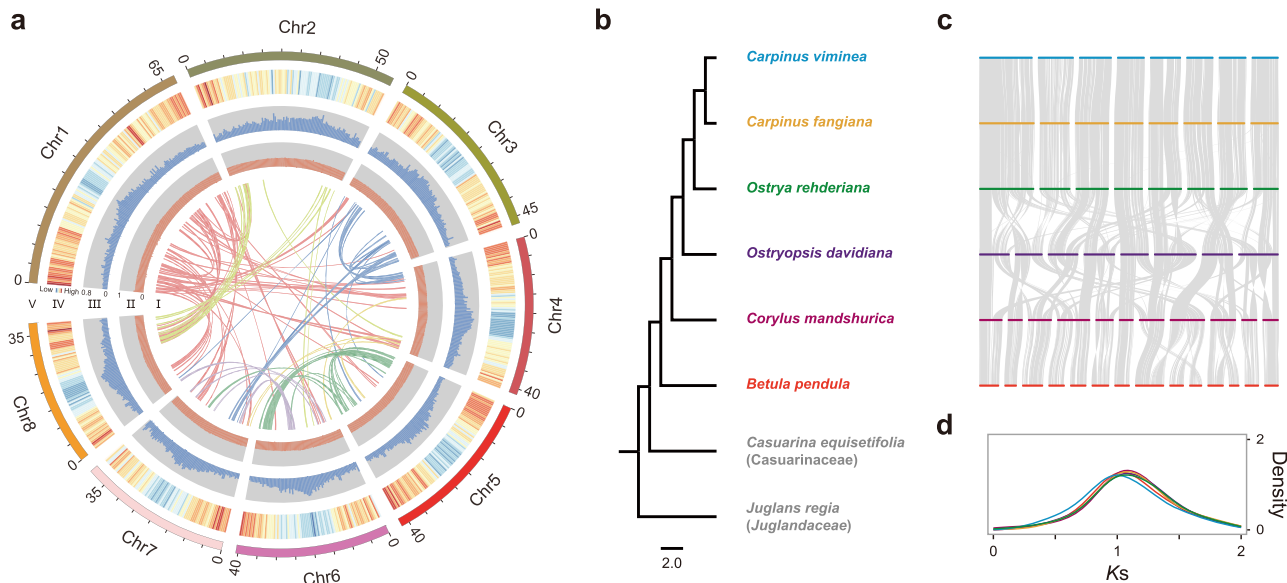 a
Chr2
0
50
65
0
Chr1
Chr3
45
0
Chr4
40
0
Chr5
40
0
Chr6
40
0
Chr7
35
0
Chr8
35
0
Low High 0.8 0 1 0
V IV III II I
b
Carpinus viminea
Carpinus fangiana
Ostrya rehderiana
Ostryopsis davidiana
Corylus mandshurica
Betula pendula
Casuarina equisetifolia
(Casuarinaceae)
Juglans regia
(Juglandaceae)
2.0
c
d
2
Density
0
0 1 2
Ks